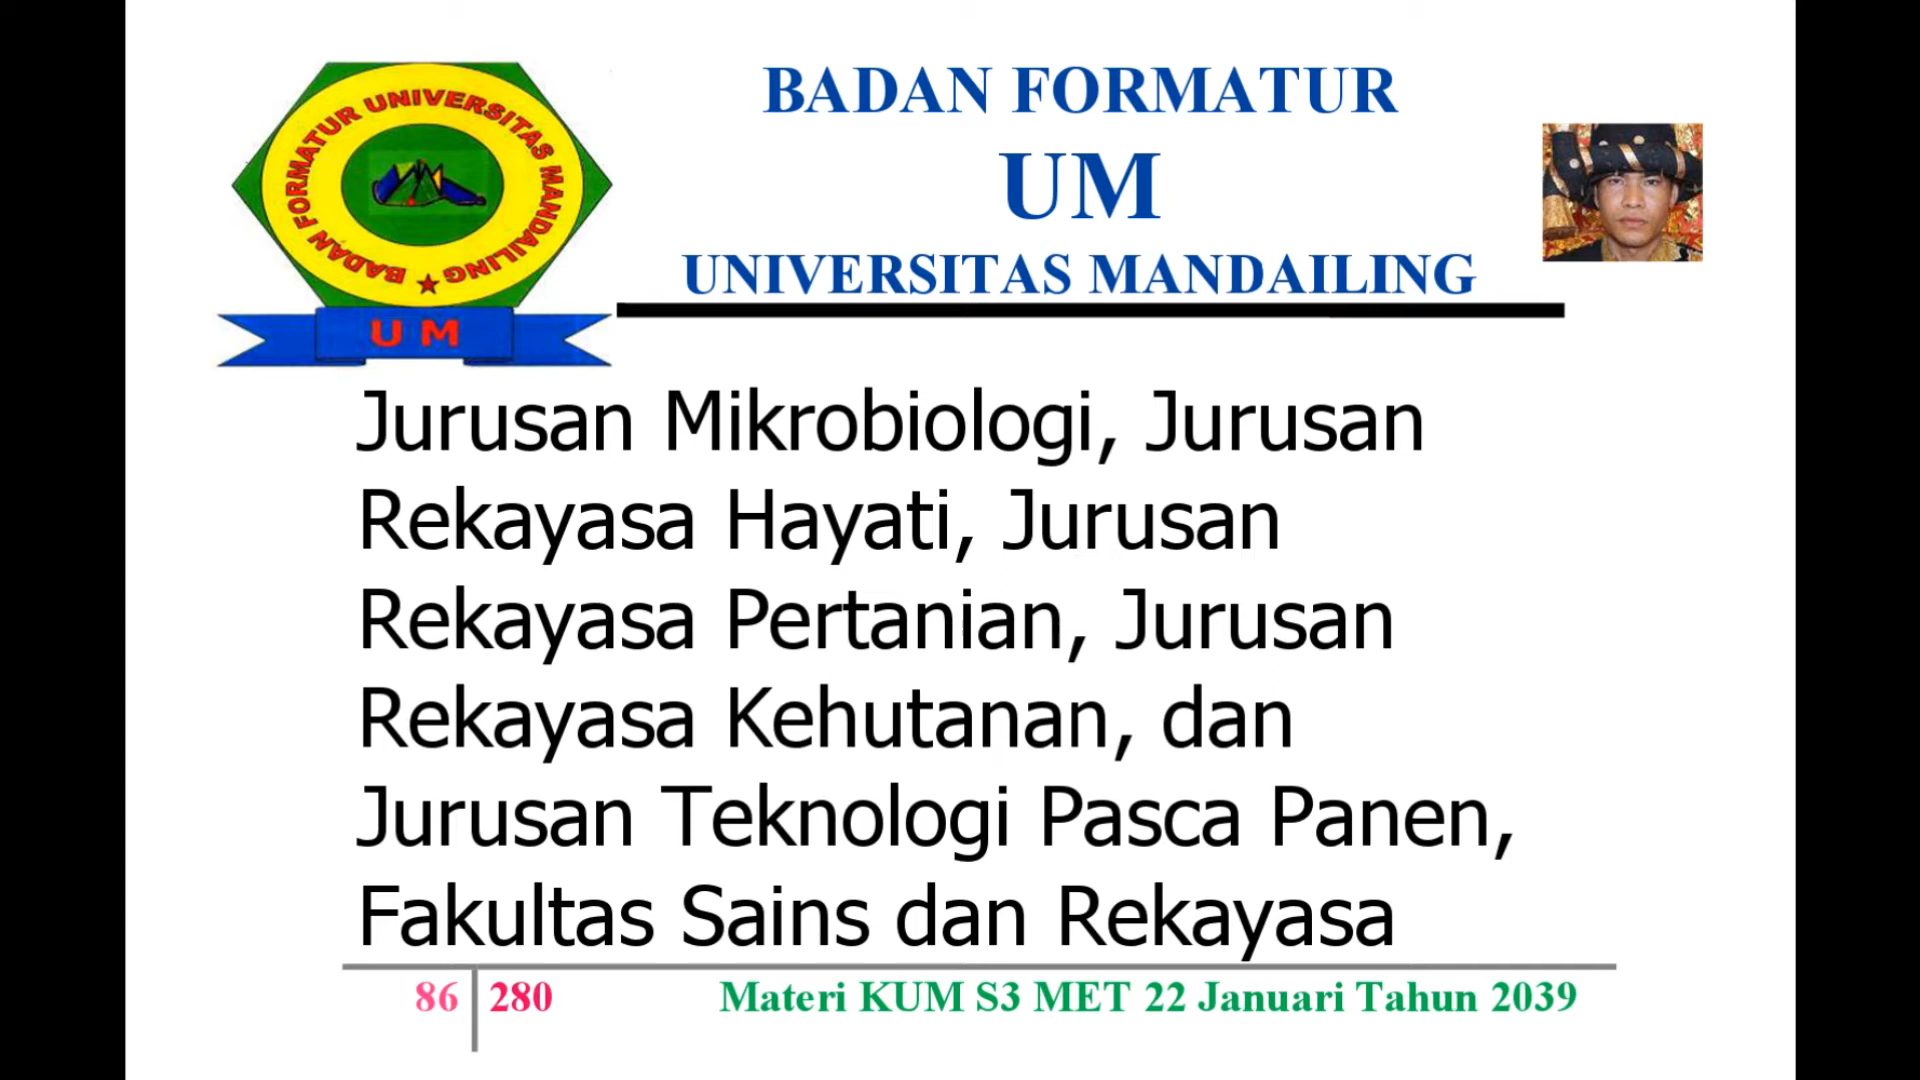 BADAN FORMATUR UNIVERSITAS MANDAILING
U M
BADAN FORMATUR
UM
UNIVERSITAS MANDAILING
Jurusan Mikrobiologi, Jurusan
Rekayasa Hayati, Jurusan
Rekayasa Pertanian, Jurusan
Rekayasa Kehutanan, dan
Jurusan Teknologi Pasca Panen,
Fakultas Sains dan Rekayasa
86 280 Materi KUM S3 MET 22 Januari Tahun 2039